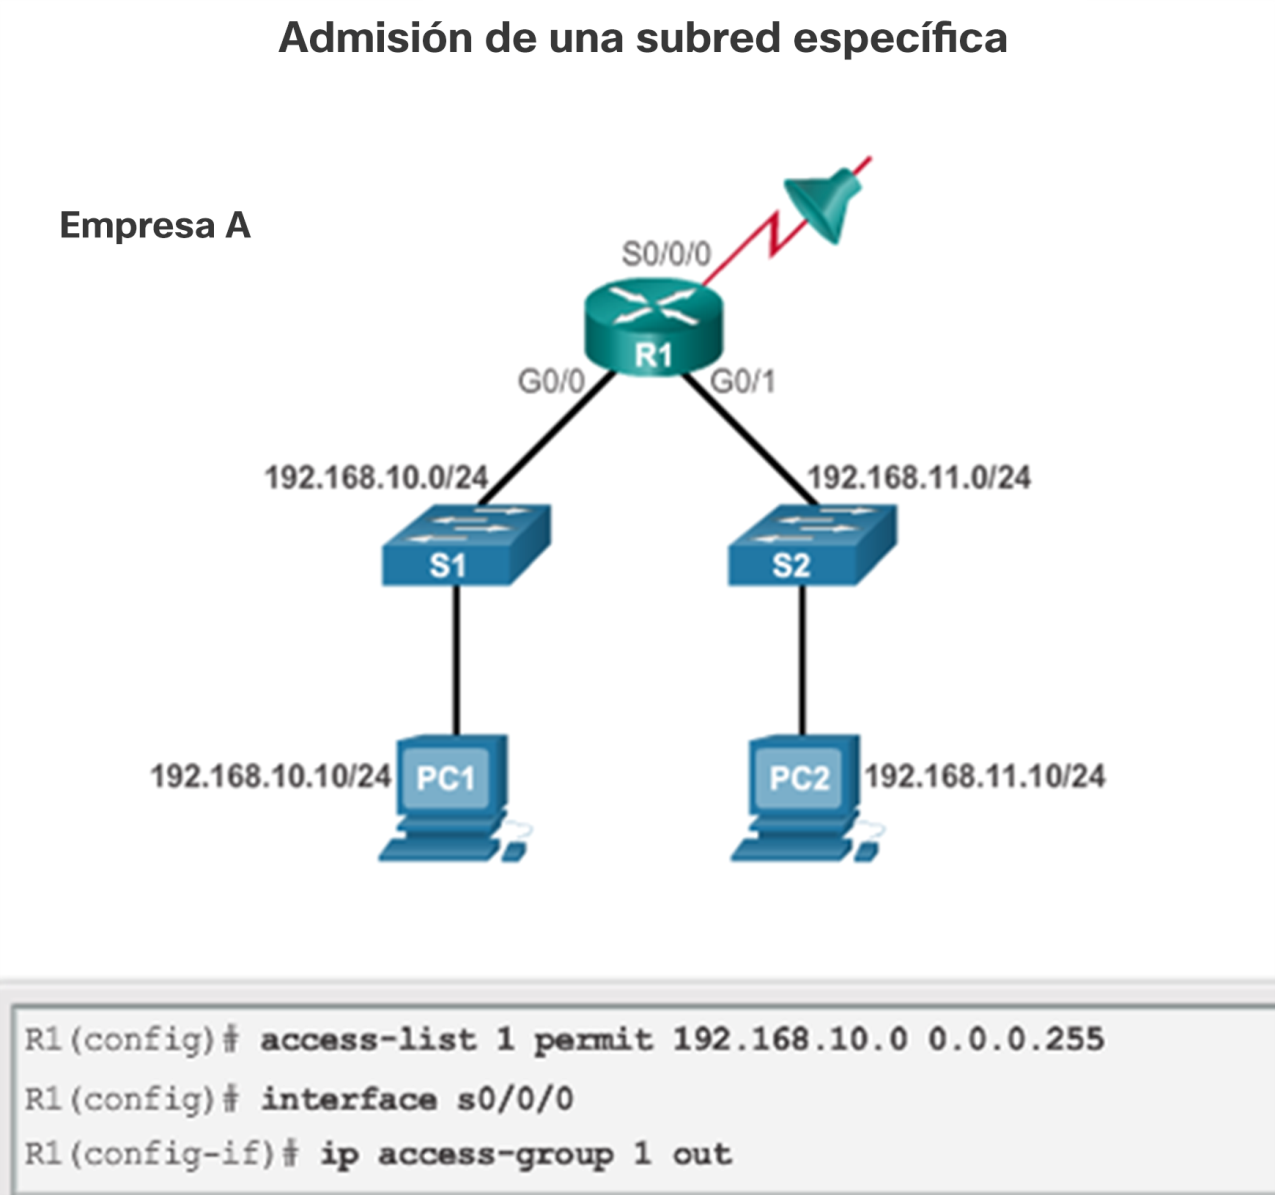 Admisión de una subred específica
Empresa A
S0/0/0
R1
G0/0
G0/1
192.168.10.0/24
192.168.11.0/24
S1
S2
192.168.10.10/24
PC1
PC2
192.168.11.10/24
R1(config)# access-list 1 permit 192.168.10.0 0.0.0.255
R1(config)# interface s0/0/0
R1(config-if)# ip access-group 1 out